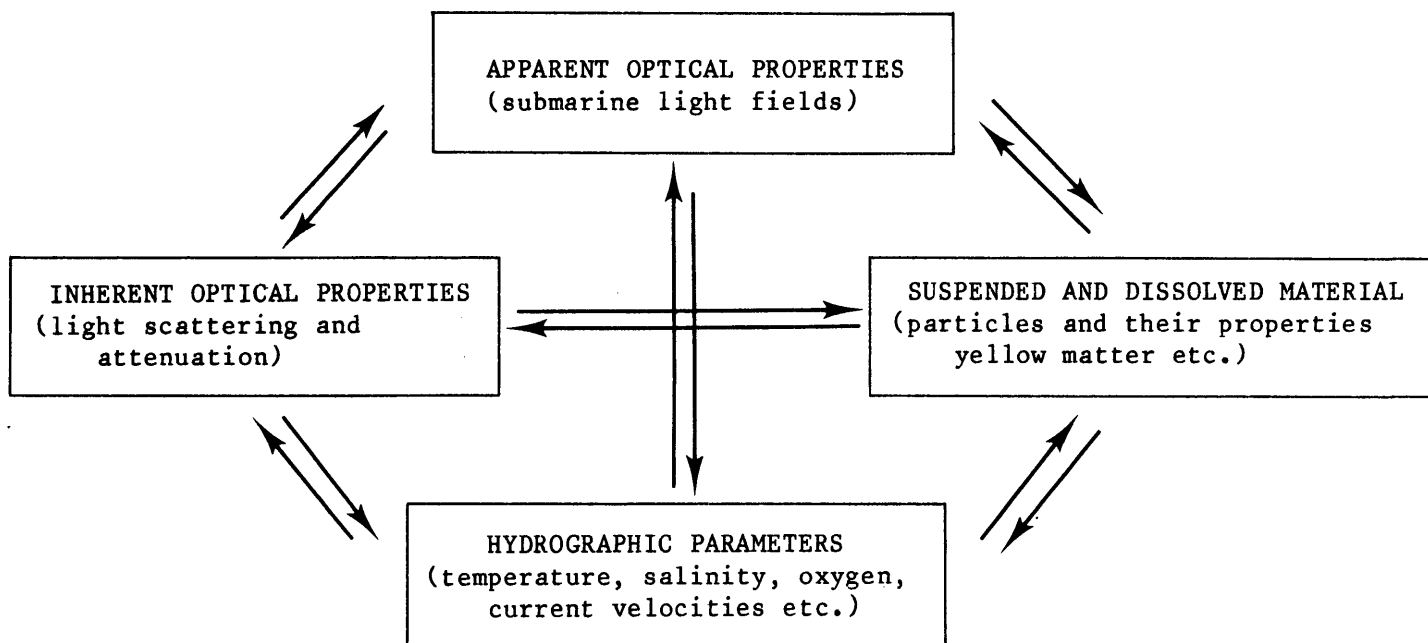 APPARENT OPTICAL PROPERTIES
(submarine light fields)
INHERENT OPTICAL PROPERTIES
(light scattering and
attenuation)
SUSPENDED AND DISSOLVED MATERIAL
(particles and their properties
yellow matter etc.)
HYDROGRAPHIC PARAMETERS
(temperature, salinity, oxygen,
current velocities etc.)